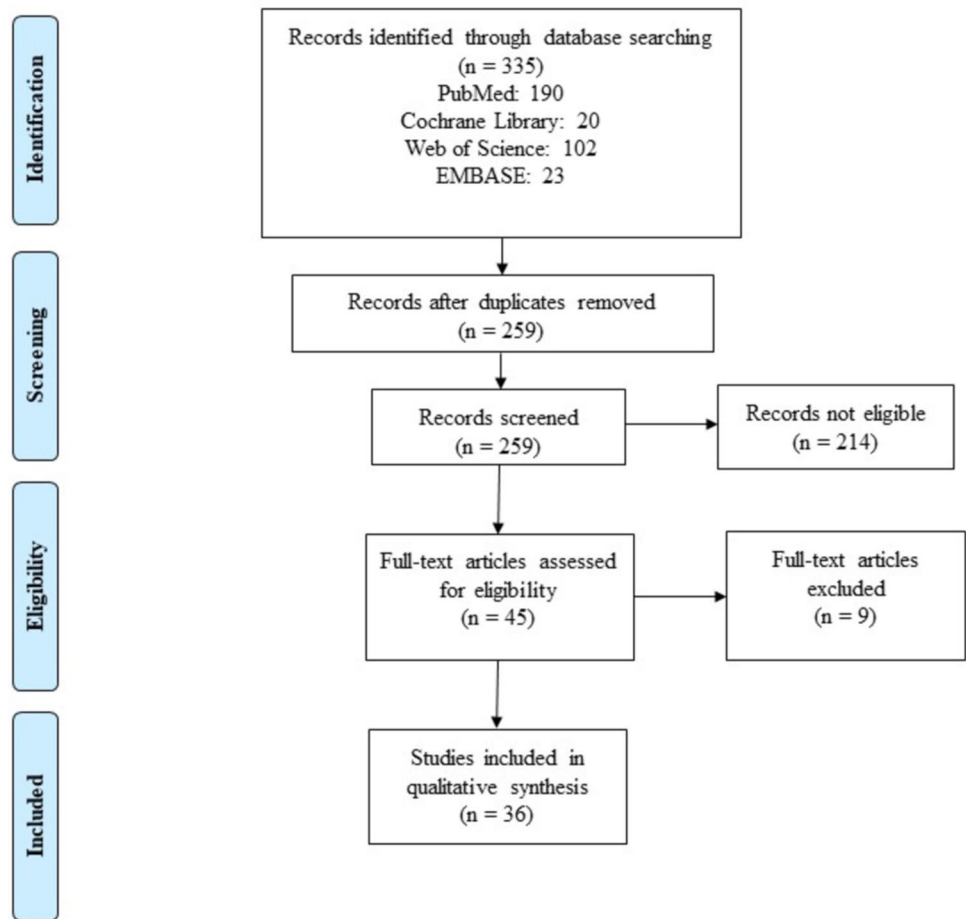 Identification
Records identified through database searching
(n = 335)
PubMed: 190
Cochrane Library: 20
Web of Science: 102
EMBASE: 23
Screening
Records after duplicates removed
(n = 259)
Records screened
(n = 259)
Records not eligible
(n = 214)
Eligibility
Full-text articles assessed
for eligibility
(n = 45)
Full-text articles
excluded
(n = 9)
Included
Studies included in
qualitative synthesis
(n = 36)